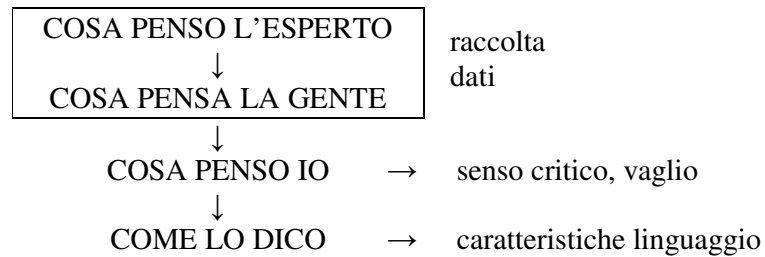 COSA PENSO L’ESPERTO
↓
raccolta
dati
COSA PENSA LA GENTE
↓
COSA PENSO IO → senso critico, vaglio
↓
COME LO DICO → caratteristiche linguaggio